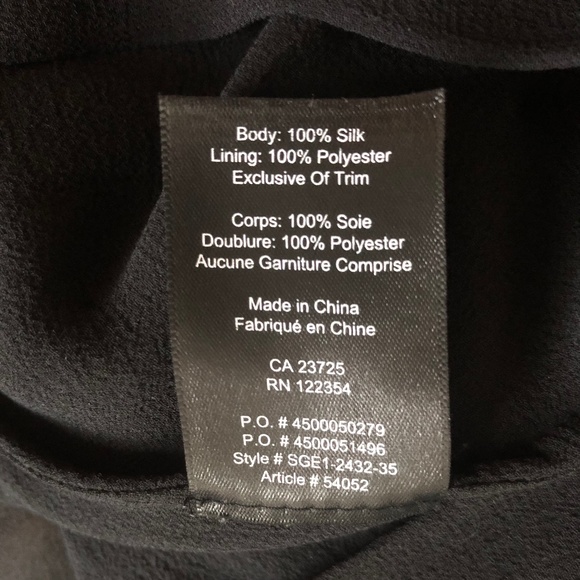 Body: 100% Silk
Lining: 100% Polyester
Exclusive Of Trim
Corps: 100% Soie
Doublure: 100% Polyester
Aucune Garniture Comprise
Made in China
Fabriqué en Chine
CA 23725
RN 122354
P.O. # 4500050279
P.O. # 4500051496
Style # SGE1-2432-35
Article # 54052